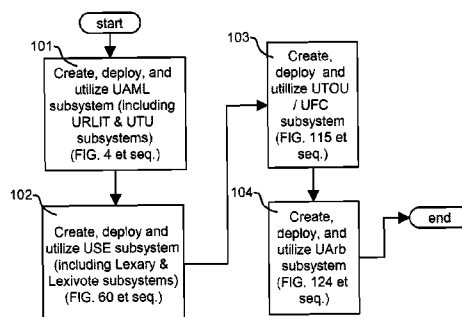 start
101
Create, deploy, and
utilize UAML
subsystem (including
URLIT & UTU
subsystems)
(FIG. 4 et seq.)
102
Create, deploy and
utilize USE subsystem
(including Lexary &
Lexivote subsystems)
(FIG. 60 et seq.)
103
Create,
deploy and
utilize UTOU
/ UFC
subsystem
(FIG. 115 et
seq.)
104
Create,
deploy, and
utilize UArb
subsystem
(FIG. 124 et
seq.)
end